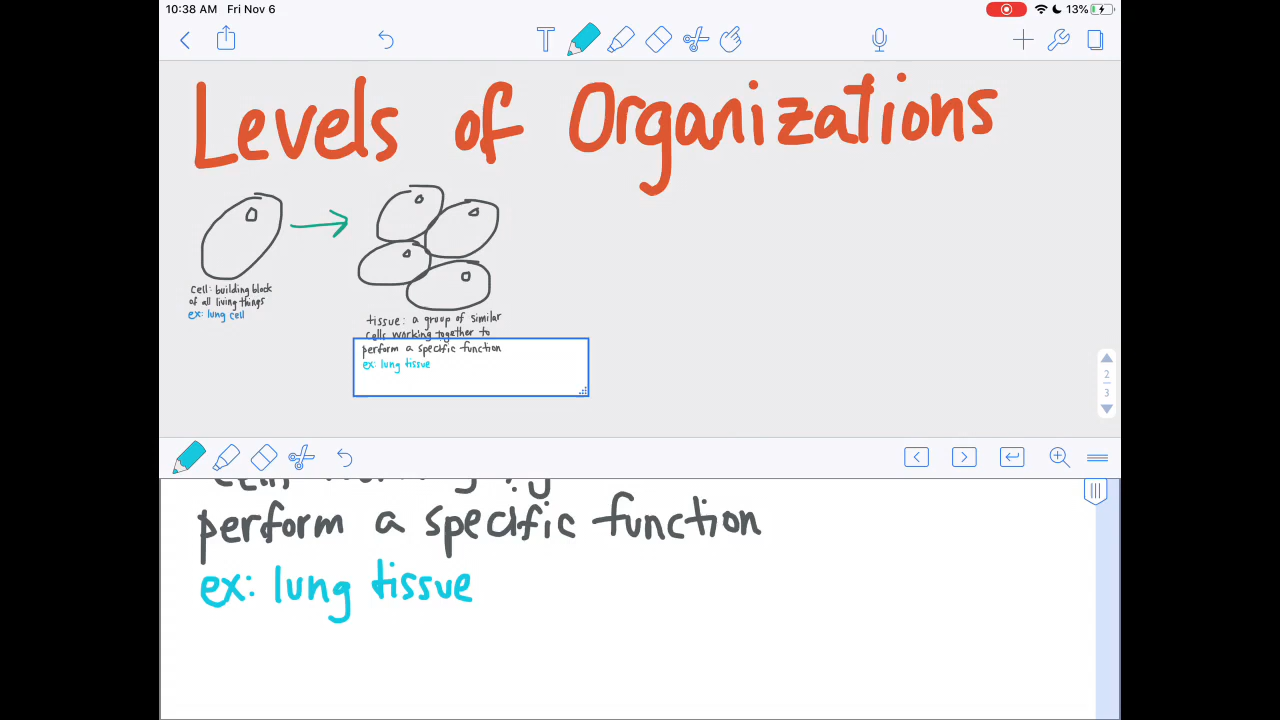 10:38 AM Fri Nov 6
13%
T
Levels of Organizations
cell: building block
of all living things
ex: lung cell
tissue: a group of similar
cells working together to
perform a specific function
ex: lung tissue
2
3
perform a specific function
ex: lung tissue